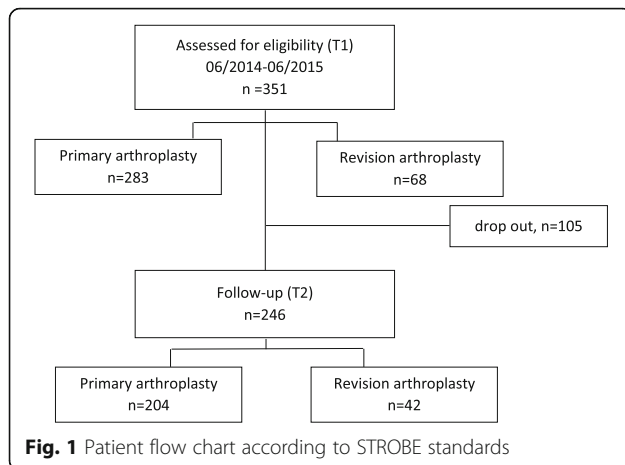 Assessed for eligibility (T1)
06/2014-06/2015
n =351
Primary arthroplasty
n=283
Revision arthroplasty
n=68
drop out, n=105
Follow-up (T2)
n=246
Primary arthroplasty
n=204
Revision arthroplasty
n=42
Fig. 1 Patient flow chart according to STROBE standards